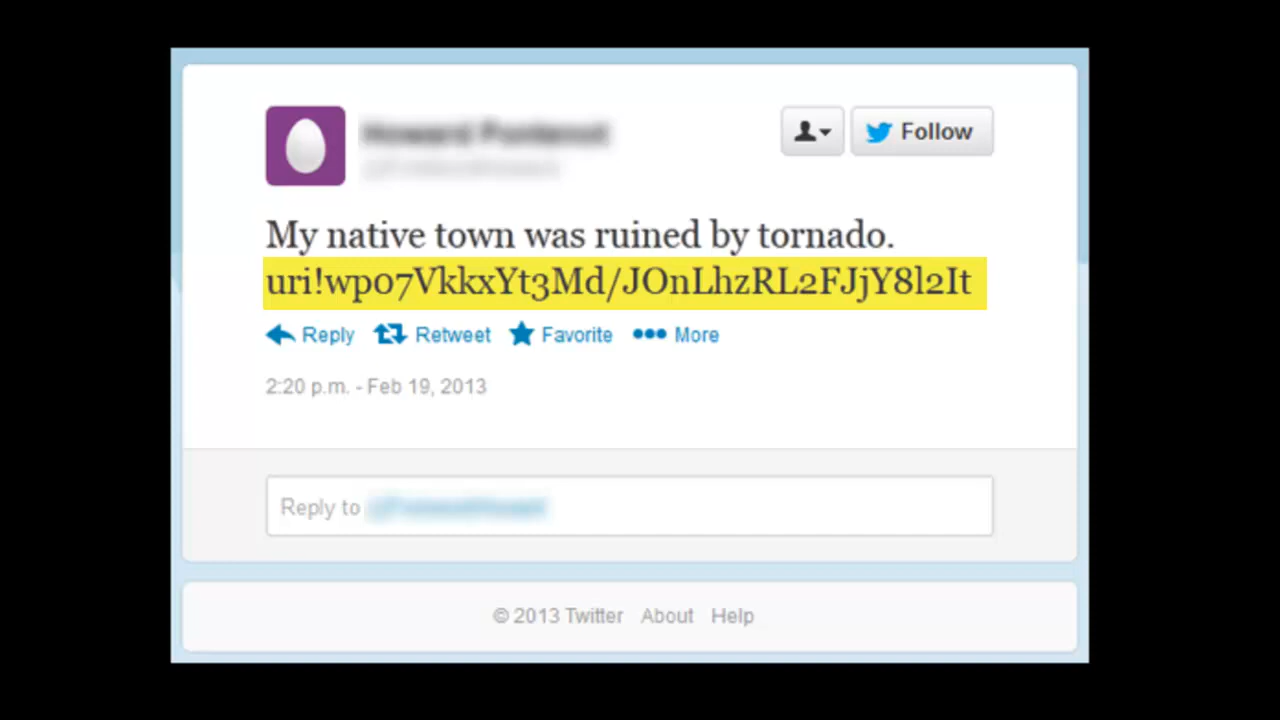 Follow
My native town was ruined by tornado.
uri!wp07VkkxYt3Md/JOnLhzRL2FJjY8l2It
Reply Retweet Favorite More
2:20 p.m. - Feb 19, 2013
Reply to
© 2013 Twitter About Help